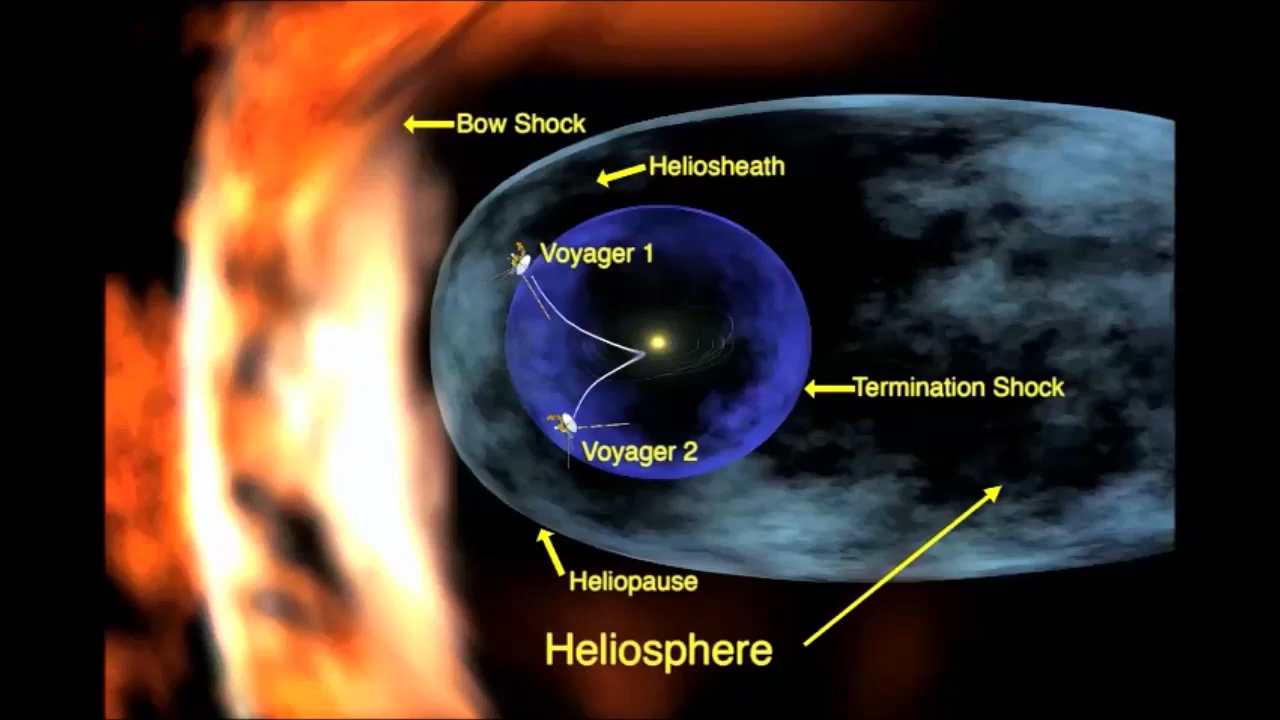 Bow Shock
Heliosheath
Voyager 1
Termination Shock
Voyager 2
Heliopause
Heliosphere